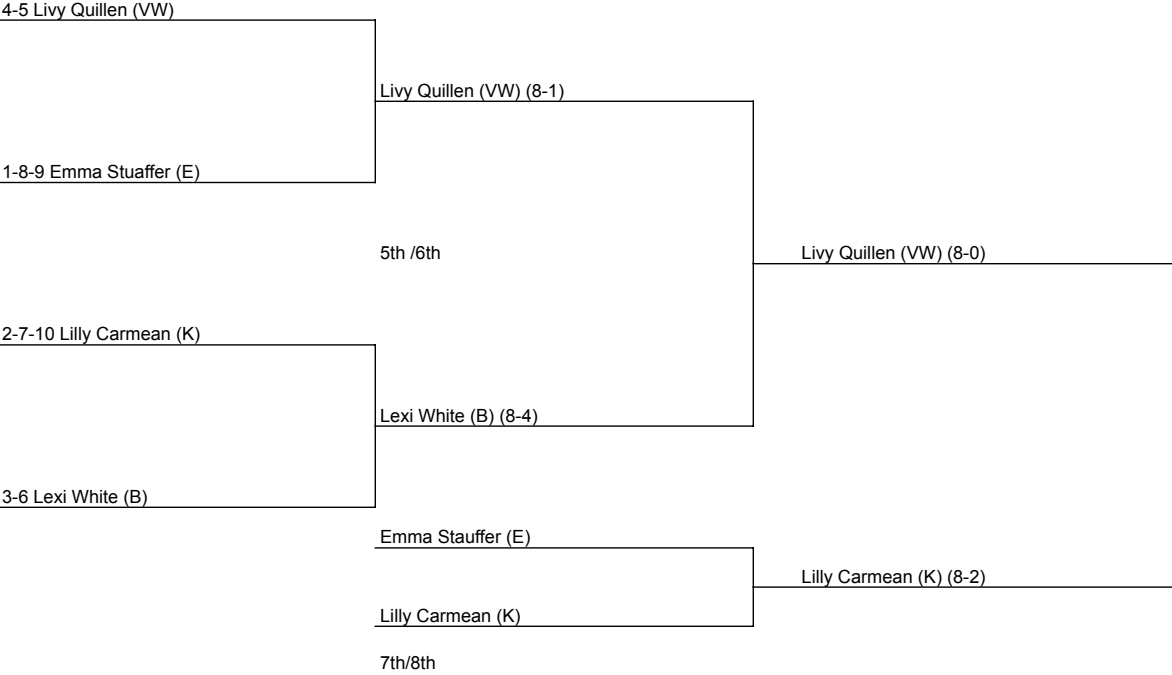 4-5 Livy Quillen (VW)
Livy Quillen (VW) (8-1)
1-8-9 Emma Stuaffer (E)
5th /6th
Livy Quillen (VW) (8-0)
2-7-10 Lilly Carmean (K)
Lexi White (B) (8-4)
3-6 Lexi White (B)
Emma Stauffer (E)
Lilly Carmean (K) (8-2)
Lilly Carmean (K)
7th/8th